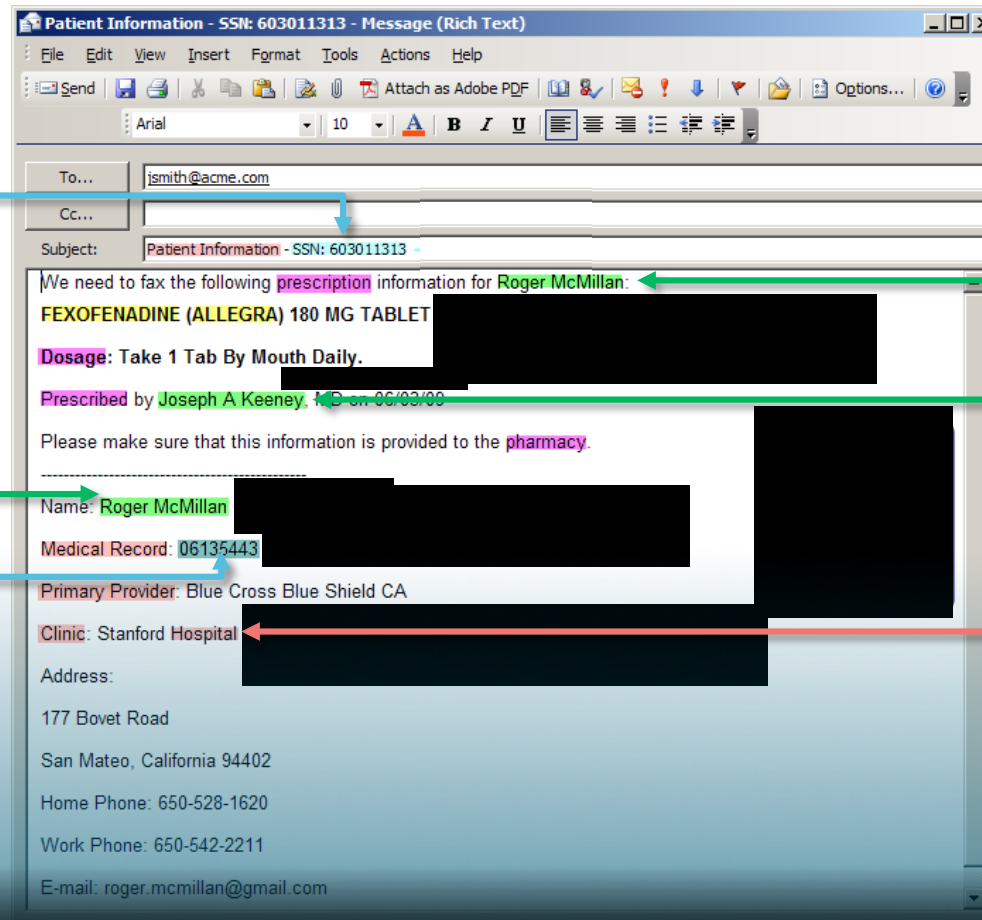 Patient Information - SSN: 603011313 - Message (Rich Text)
File Edit View Insert Format Tools Actions Help
Send Attach as Adobe PDF Options...
Arial 10 A B I U
To... jsmith@acme.com
Cc...
Subject: Patient Information - SSN: 603011313
We need to fax the following prescription information for Roger McMillan:
FEXOFENADINE (ALLEGRA) 180 MG TABLET
Dosage: Take 1 Tab By Mouth Daily.
Prescribed by Joseph A Keeney, MD on 06/03/09
Please make sure that this information is provided to the pharmacy.
------------------------------------------------
Name: Roger McMillan
Medical Record: 06135443
Primary Provider: Blue Cross Blue Shield CA
Clinic: Stanford Hospital
Address:
177 Bovet Road
San Mateo, California 94402
Home Phone: 650-528-1620
Work Phone: 650-542-2211
E-mail: roger.mcmillan@gmail.com